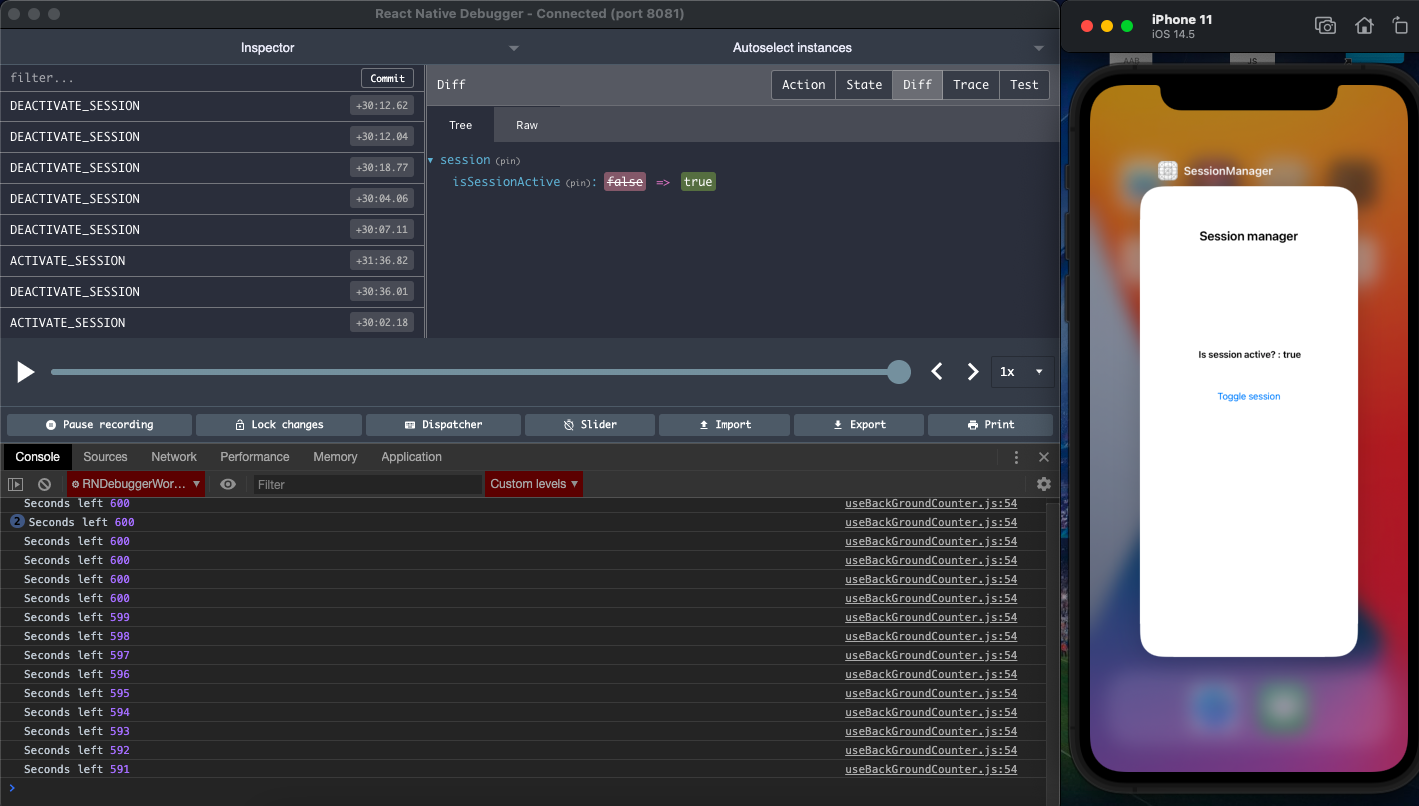 React Native Debugger - Connected (port 8081)
Inspector
Autoselect instances
filter...
Commit
DEACTIVATE_SESSION +30:12.62
DEACTIVATE_SESSION +30:12.04
DEACTIVATE_SESSION +30:18.77
DEACTIVATE_SESSION +30:04.06
DEACTIVATE_SESSION +30:07.11
ACTIVATE_SESSION +31:36.82
DEACTIVATE_SESSION +30:36.01
ACTIVATE_SESSION +30:02.18
Diff
Action State Diff Trace Test
Tree Raw
session (pin)
isSessionActive (pin): false => true
1x
Pause recording Lock changes Dispatcher Slider Import Export Print
Console Sources Network Performance Memory Application
RNDebuggerWor... Filter Custom levels
Seconds left 600 useBackGroundCounter.js:54
2 Seconds left 600 useBackGroundCounter.js:54
Seconds left 600 useBackGroundCounter.js:54
Seconds left 600 useBackGroundCounter.js:54
Seconds left 600 useBackGroundCounter.js:54
Seconds left 600 useBackGroundCounter.js:54
Seconds left 599 useBackGroundCounter.js:54
Seconds left 598 useBackGroundCounter.js:54
Seconds left 597 useBackGroundCounter.js:54
Seconds left 596 useBackGroundCounter.js:54
Seconds left 595 useBackGroundCounter.js:54
Seconds left 594 useBackGroundCounter.js:54
Seconds left 593 useBackGroundCounter.js:54
Seconds left 592 useBackGroundCounter.js:54
Seconds left 591 useBackGroundCounter.js:54
iPhone 11
iOS 14.5
AAB
JS
SessionManager
Session manager
Is session active? : true
Toggle session